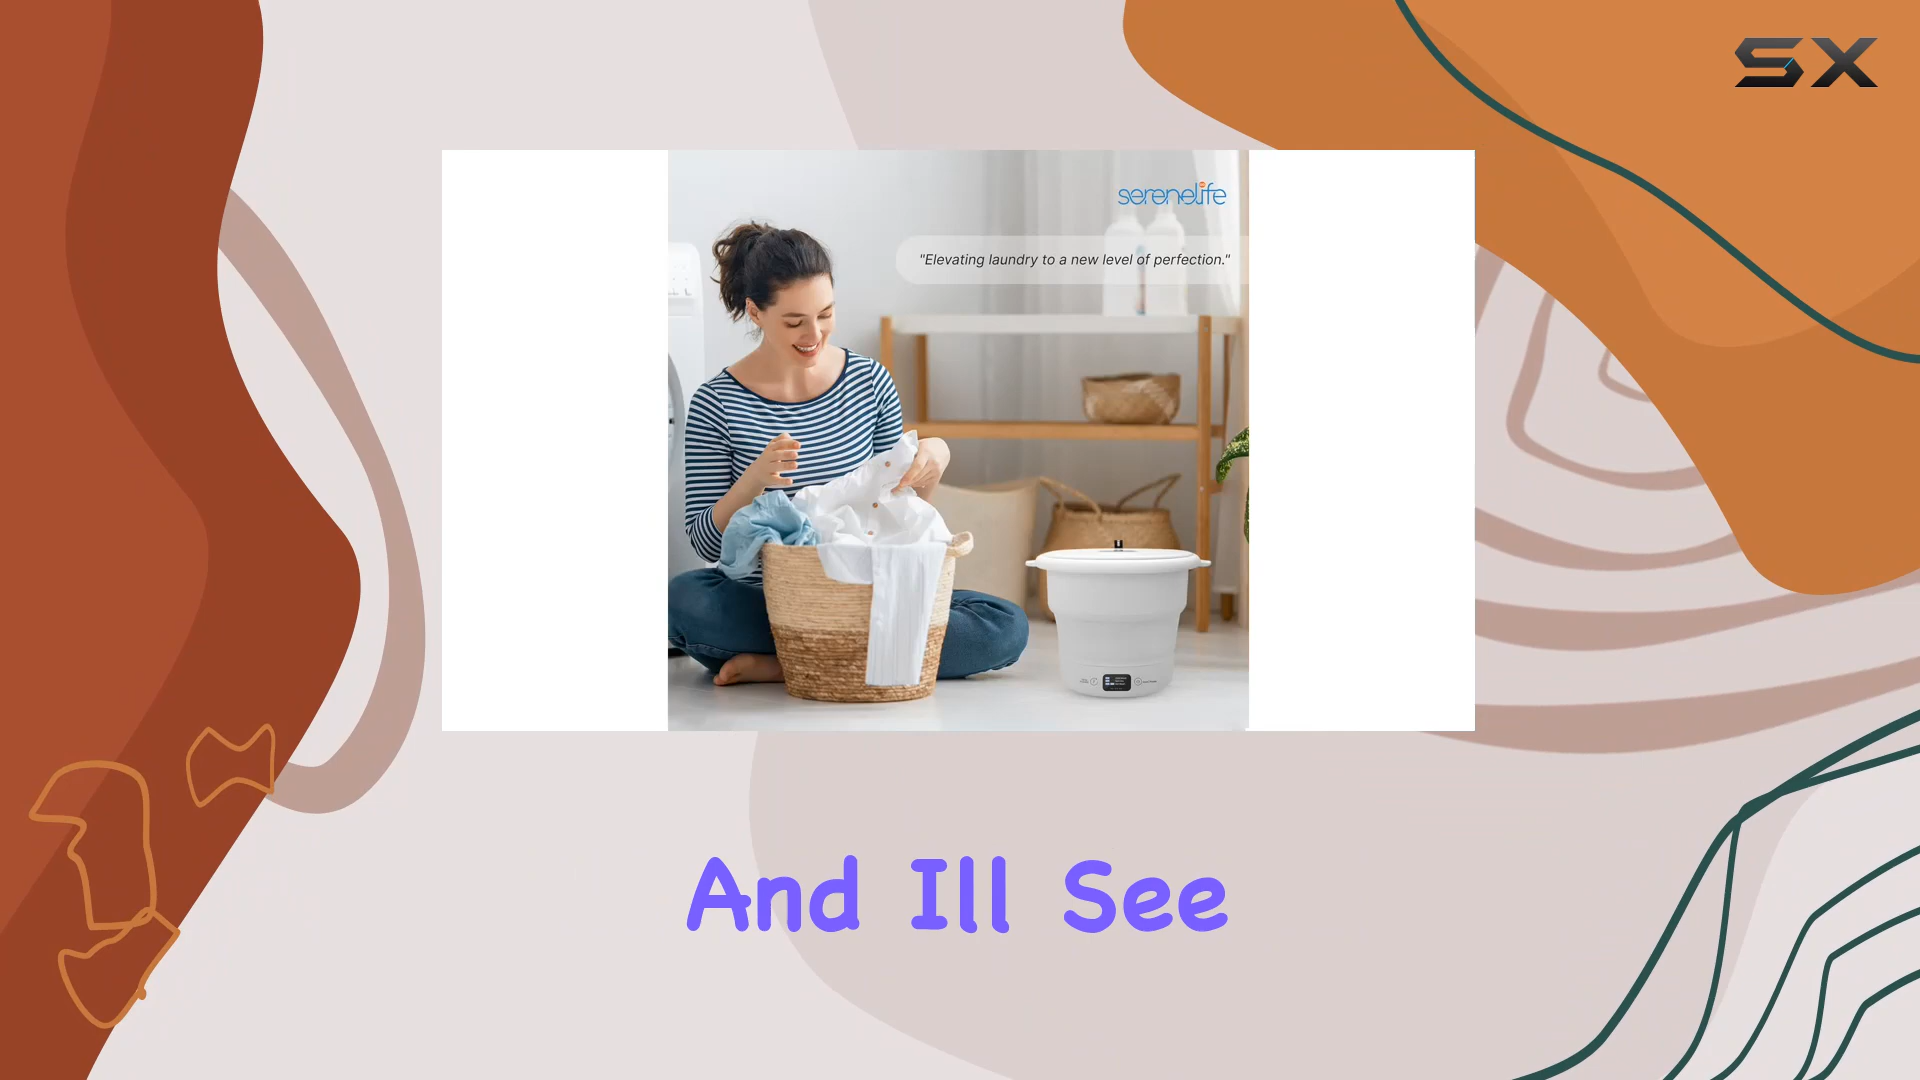 SX
serenelife
"Elevating laundry to a new level of perfection."
And Ill See